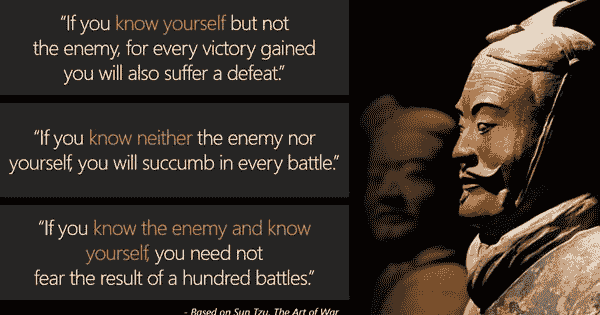 “If you know yourself but not
the enemy, for every victory gained
you will also suffer a defeat.”
“If you know neither the enemy nor
yourself, you will succumb in every battle.”
“If you know the enemy and know
yourself, you need not
fear the result of a hundred battles.”
- Based on Sun Tzu, The Art of War